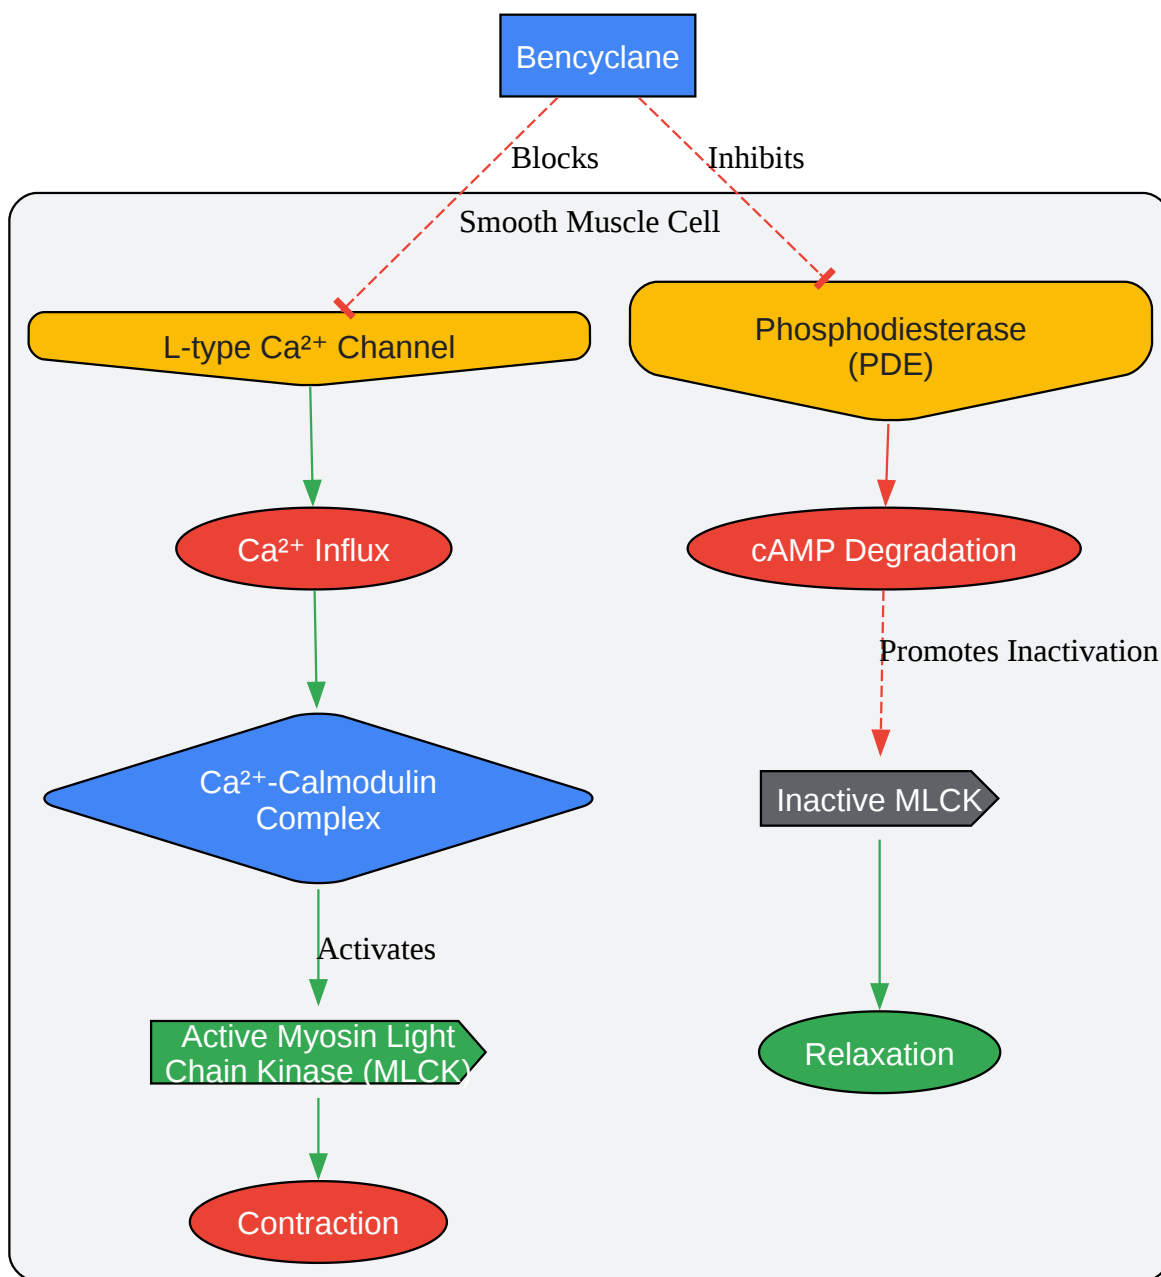 Bencyclane
Blocks
Inhibits
Smooth Muscle Cell
L-type Ca²⁺ Channel
Phosphodiesterase
(PDE)
Ca²⁺ Influx
cAMP Degradation
Promotes Inactivation
Ca²⁺-Calmodulin
Complex
Inactive MLCK
Activates
Active Myosin Light
Chain Kinase (MLCK)
Relaxation
Contraction